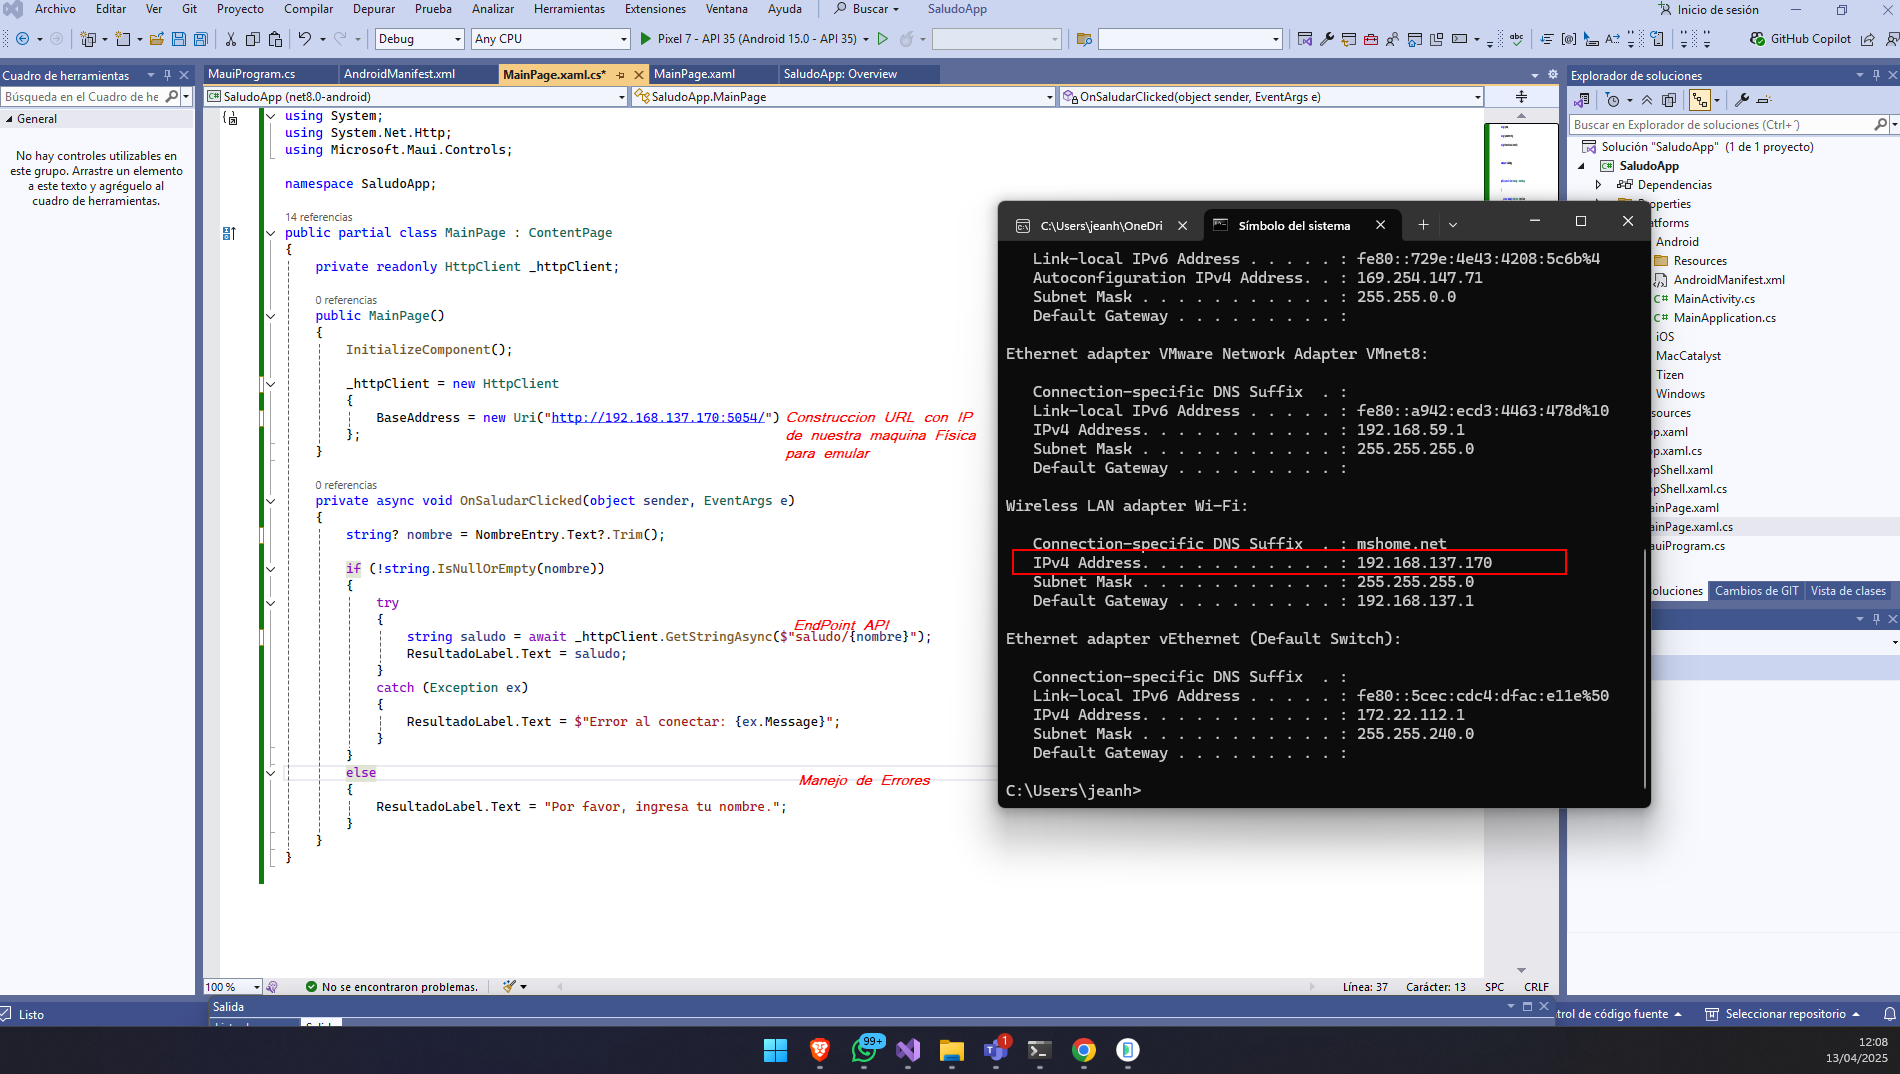 Archivo Editar Ver Git Proyecto Compilar Depurar Prueba Analizar Herramientas Extensiones Ventana Ayuda Buscar SaludoApp Inicio de sesión
Debug Any CPU Pixel 7 - API 35 (Android 15.0 - API 35) GitHub Copilot
Cuadro de herramientas
Búsqueda en el Cuadro de he
General
No hay controles utilizables en
este grupo. Arrastre un elemento
a este texto y agréguelo al
cuadro de herramientas.
MauiProgram.cs AndroidManifest.xml MainPage.xaml.cs* MainPage.xaml SaludoApp: Overview
SaludoApp (net8.0-android) SaludoApp.MainPage OnSaludarClicked(object sender, EventArgs e)
using System;
using System.Net.Http;
using Microsoft.Maui.Controls;
namespace SaludoApp;
14 referencias
public partial class MainPage : ContentPage
{
private readonly HttpClient _httpClient;
0 referencias
public MainPage()
{
InitializeComponent();
_httpClient = new HttpClient
{
BaseAddress = new Uri("http://192.168.137.170:5054/")
};
}
Construccion URL con IP
de nuestra maquina Fisica
para emular
0 referencias
private async void OnSaludarClicked(object sender, EventArgs e)
{
string? nombre = NombreEntry.Text?.Trim();
if (!string.IsNullOrEmpty(nombre))
{
try
{
EndPoint API
string saludo = await _httpClient.GetStringAsync($"saludo/{nombre}");
ResultadoLabel.Text = saludo;
}
catch (Exception ex)
{
ResultadoLabel.Text = $"Error al conectar: {ex.Message}";
}
}
else
Manejo de Errores
{
ResultadoLabel.Text = "Por favor, ingresa tu nombre.";
}
}
}
C:\Users\jeanh\OneDri Símbolo del sistema
Link-local IPv6 Address . . . . . : fe80::729e:4e43:4208:5c6b%4
Autoconfiguration IPv4 Address. . : 169.254.147.71
Subnet Mask . . . . . . . . . . . : 255.255.0.0
Default Gateway . . . . . . . . . :
Ethernet adapter VMware Network Adapter VMnet8:
Connection-specific DNS Suffix  . :
Link-local IPv6 Address . . . . . : fe80::a942:ecd3:4463:478d%10
IPv4 Address. . . . . . . . . . . : 192.168.59.1
Subnet Mask . . . . . . . . . . . : 255.255.255.0
Default Gateway . . . . . . . . . :
Wireless LAN adapter Wi-Fi:
Connection-specific DNS Suffix  . : mshome.net
IPv4 Address. . . . . . . . . . . : 192.168.137.170
Subnet Mask . . . . . . . . . . . : 255.255.255.0
Default Gateway . . . . . . . . . : 192.168.137.1
Ethernet adapter vEthernet (Default Switch):
Connection-specific DNS Suffix  . :
Link-local IPv6 Address . . . . . : fe80::5cec:cdc4:dfac:e11e%50
IPv4 Address. . . . . . . . . . . : 172.22.112.1
Subnet Mask . . . . . . . . . . . : 255.255.240.0
Default Gateway . . . . . . . . . :
C:\Users\jeanh>
Explorador de soluciones
Buscar en Explorador de soluciones (Ctrl+´)
Solución "SaludoApp" (1 de 1 proyecto)
SaludoApp
Dependencias
operties
atforms
Android
Resources
AndroidManifest.xml
MainActivity.cs
MainApplication.cs
iOS
MacCatalyst
Tizen
Windows
sources
pp.xaml
pp.xaml.cs
ppShell.xaml
ppShell.xaml.cs
ainPage.xaml
ainPage.xaml.cs
auiProgram.cs
oluciones Cambios de GIT Vista de clases
100 % No se encontraron problemas. Línea: 37 Carácter: 13 SPC CRLF
Salida
Listo trol de código fuente Seleccionar repositorio
99+
1
12:08
13/04/2025